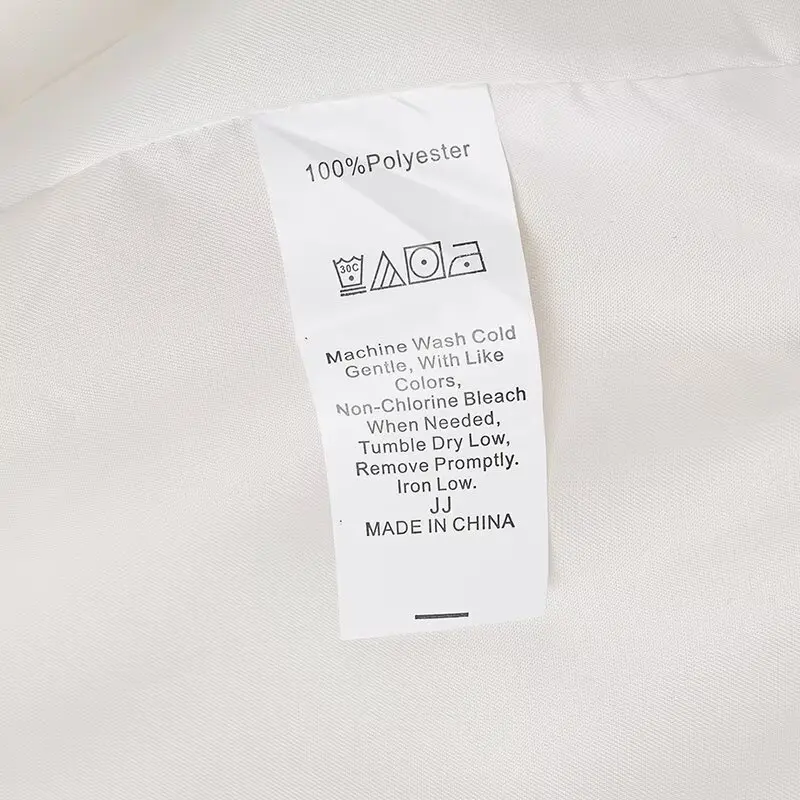 100%Polyester
30C
Machine Wash Cold
Gentle, With Like
Colors,
Non-Chlorine Bleach
When Needed,
Tumble Dry Low,
Remove Promptly.
Iron Low.
JJ
MADE IN CHINA